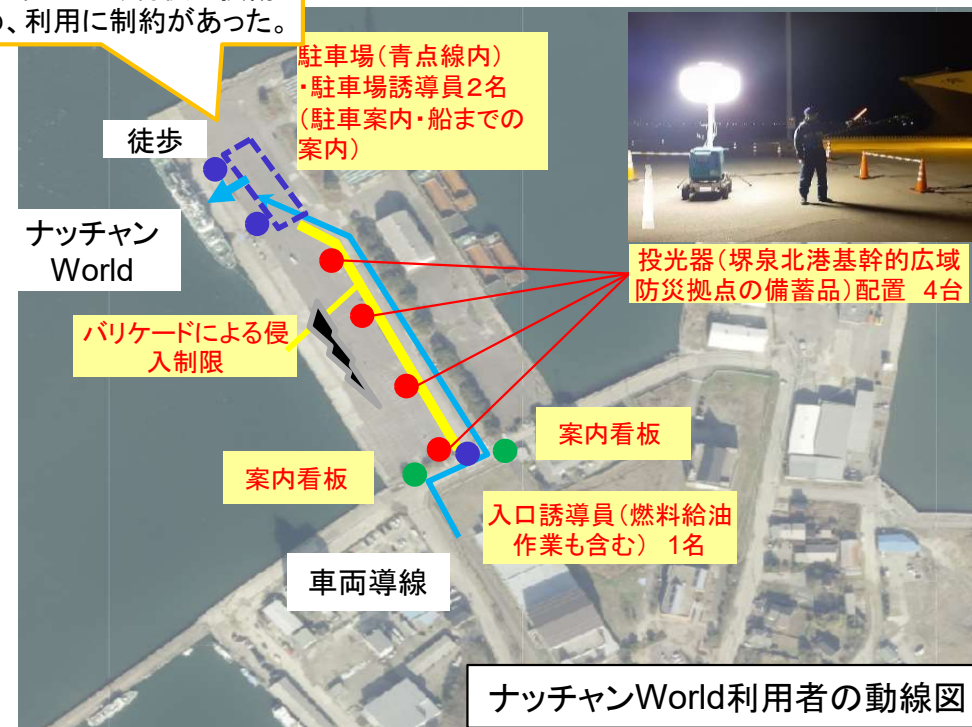 、利用に制約があった。
駐車場(青点線内)
・駐車場誘導員2名
(駐車案内・船までの
案内)
徒歩
ナッチャン
World
投光器(堺泉北港基幹的広域
防災拠点の備蓄品)配置 4台
バリケードによる侵
入制限
案内看板
案内看板
入口誘導員(燃料給油
作業も含む) 1名
車両導線
ナッチャンWorld利用者の動線図